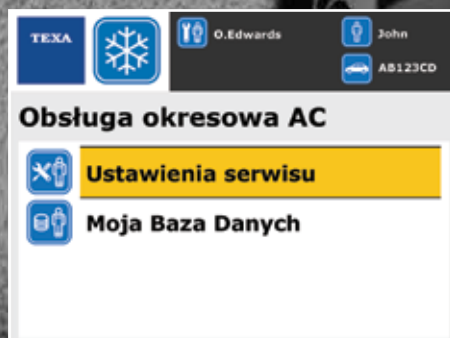 TEXA
O.Edwards
John
AB123CD
Obsługa okresowa AC
Ustawienia serwisu
Moja Baza Danych